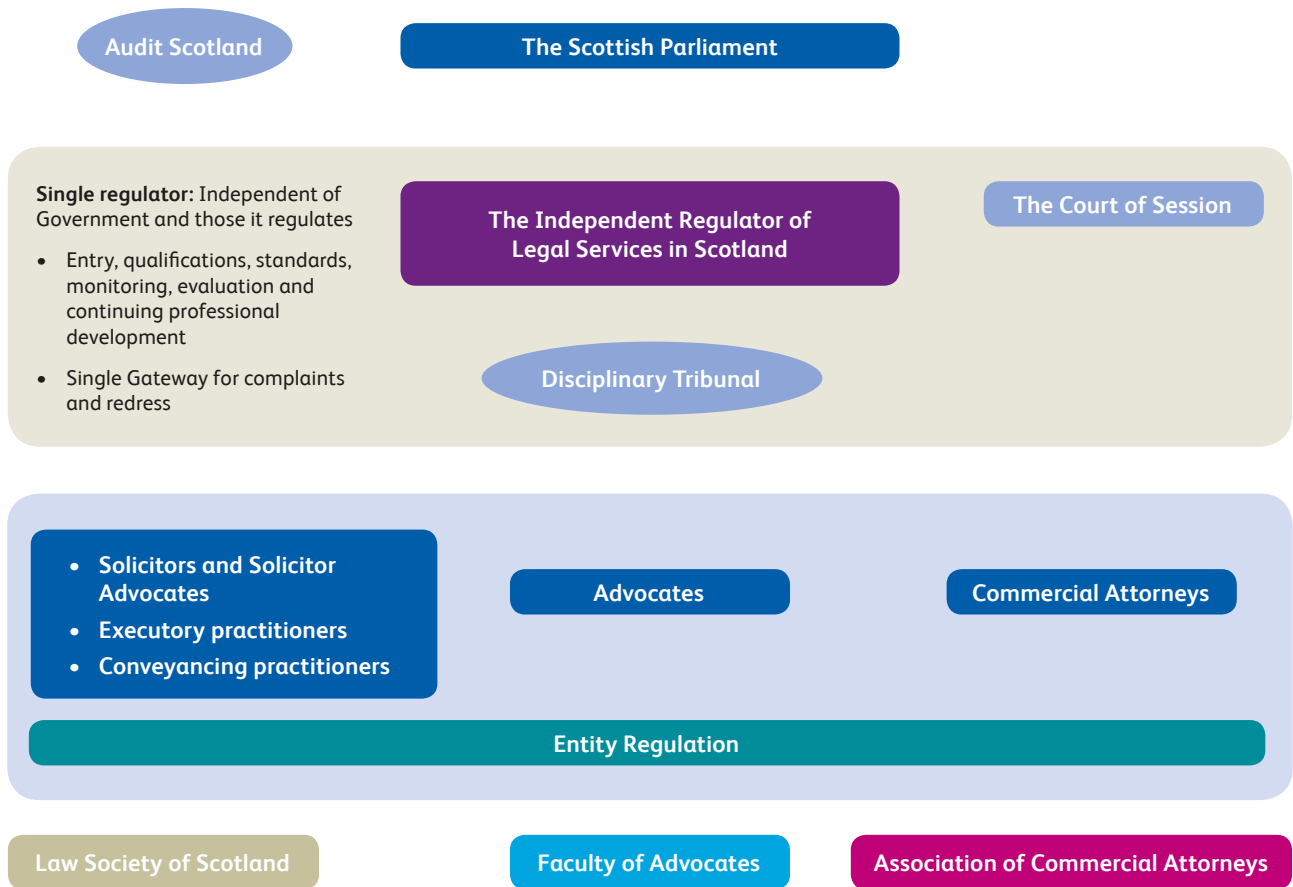 Audit Scotland
The Scottish Parliament
Single regulator: Independent of
Government and those it regulates
• Entry, qualifications, standards,
monitoring, evaluation and
continuing professional
development
• Single Gateway for complaints
and redress
The Independent Regulator of
Legal Services in Scotland
The Court of Session
Disciplinary Tribunal
• Solicitors and Solicitor
Advocates
• Executory practitioners
• Conveyancing practitioners
Advocates
Commercial Attorneys
Entity Regulation
Law Society of Scotland
Faculty of Advocates
Association of Commercial Attorneys